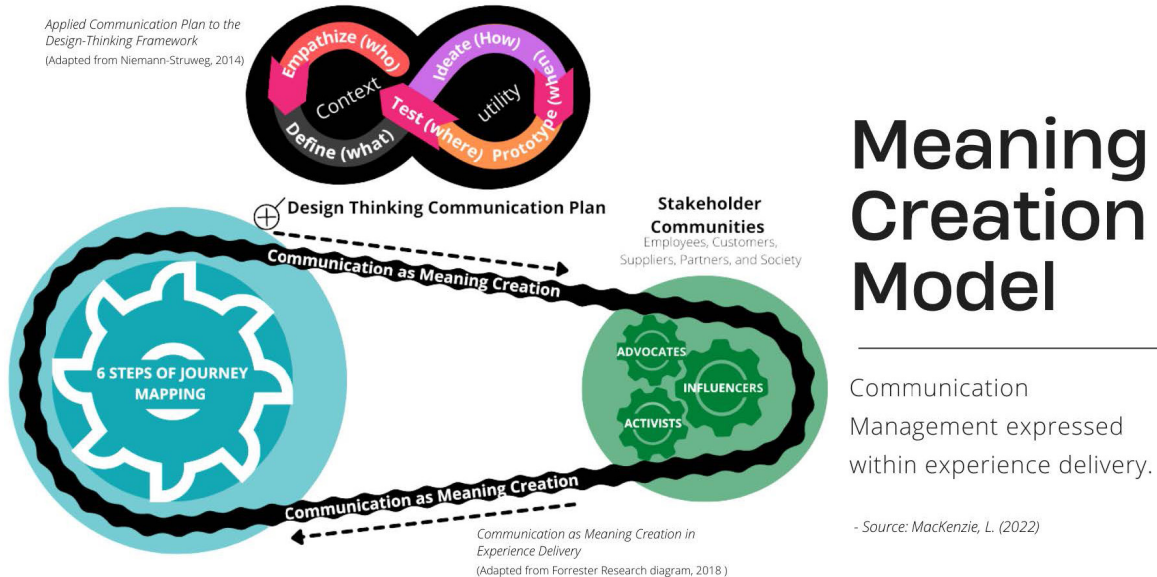 Applied Communication Plan to the
Design-Thinking Framework
(Adapted from Niemann-Struweg, 2014)
Empathize (who)
Context
Define (what)
Ideate (How)
utility
Prototype (when)
Test (where)
Design Thinking Communication Plan
Communication as Meaning Creation
Stakeholder
Communities
Employees, Customers,
Suppliers, Partners, and Society
6 STEPS OF JOURNEY
MAPPING
ADVOCATES
INFLUENCERS
ACTIVISTS
Communication as Meaning Creation
Communication as Meaning Creation in
Experience Delivery
(Adapted from Forrester Research diagram, 2018 )
Meaning
Creation
Model
Communication
Management expressed
within experience delivery.
- Source: MacKenzie, L. (2022)